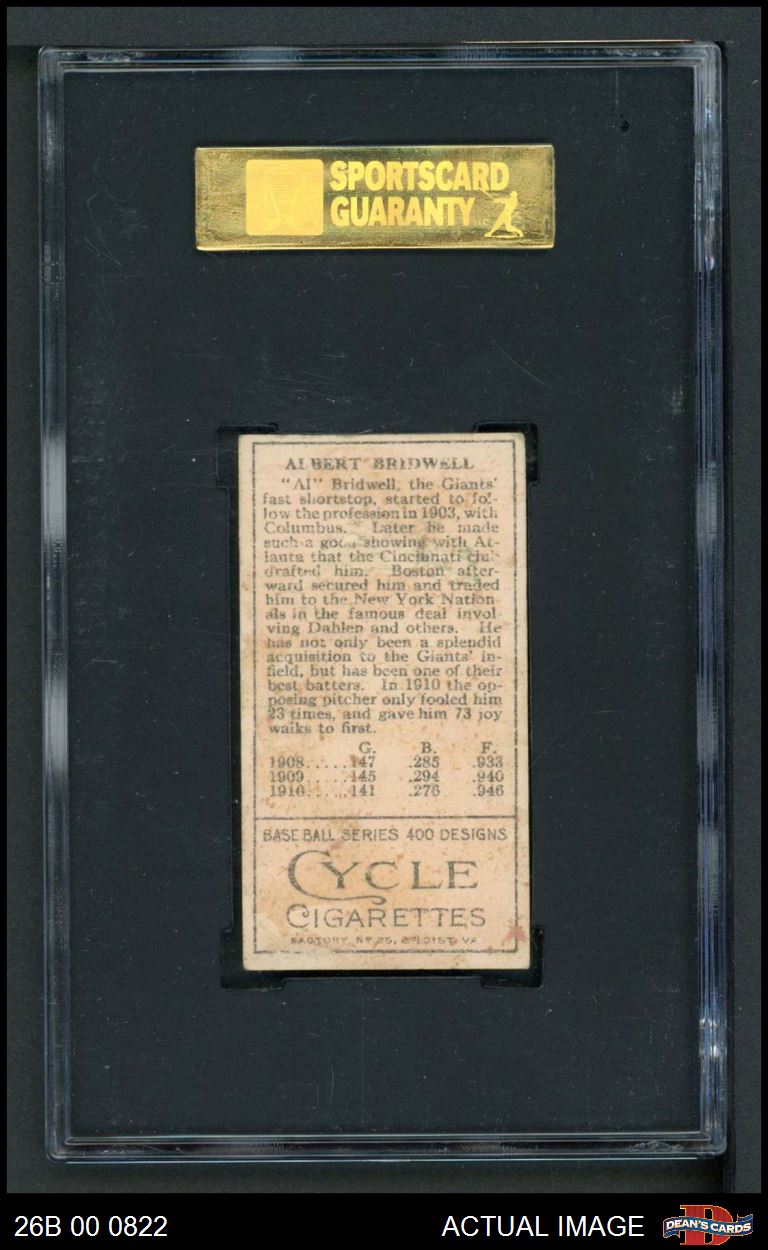 SPORTSCARD
GUARANTY
ALBERT BRIDWELL
"Al" Bridwell, the Giants'
fast shortstop, started to fol-
low the profession in 1903, with
Columbus. Later he made
such a good showing with At-
lanta that the Cincinnati club
drafted him. Boston after-
ward secured him and traded
him to the New York Nation-
als in the famous deal invol-
ving Dahlen and others. He
has not only been a splendid
acquisition to the Giants' in-
field, but has been one of their
best batters. In 1910 the op-
posing pitcher only fooled him
23 times, and gave him 73 joy
walks to first.
G. B. F.
1908.....147 .285 .933
1909.....145 .294 .940
1910.....141 .276 .946
BASE BALL SERIES 400 DESIGNS
CYCLE
CIGARETTES
FACTORY Nº 25, 2ND DIST. VA.
26B 00 0822
ACTUAL IMAGE
DEAN'S CARDS